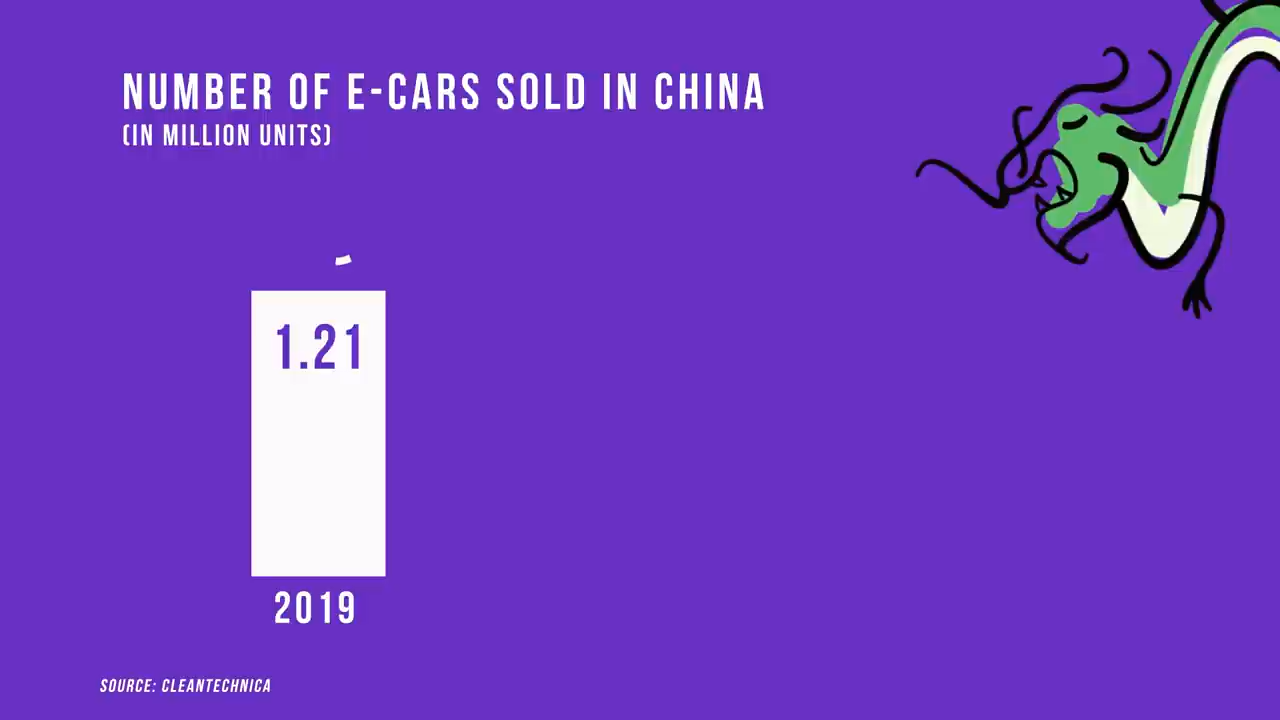 NUMBER OF E-CARS SOLD IN CHINA
(IN MILLION UNITS)
1.21
2019
SOURCE: CLEANTECHNICA